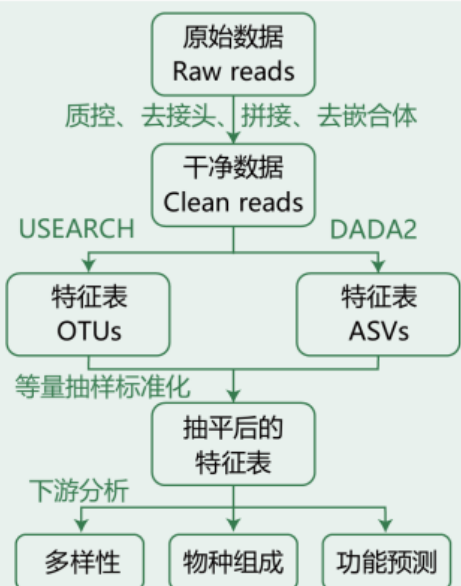 原始数据
Raw reads
质控、去接头、拼接、去嵌合体
干净数据
Clean reads
USEARCH
DADA2
特征表
OTUs
特征表
ASVs
等量抽样标准化
抽平后的
特征表
下游分析
多样性
物种组成
功能预测